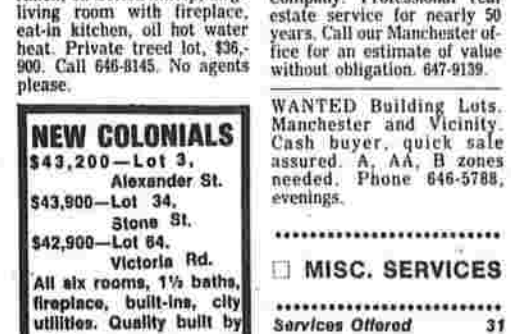 living room with fireplace,
eat-in kitchen, oil hot water
heat. Private treed lot, $36,-
900. Call 646-8145. No agents
please.
NEW COLONIALS
$43,200—Lot 3,
Alexander St.
$43,900—Lot 34,
Stone St.
$42,900—Lot 64,
Victoria Rd.
All six rooms, 1½ baths,
fireplace, built-ins, city
utilities. Quality built by
estate service for nearly 50
years. Call our Manchester of-
fice for an estimate of value
without obligation. 647-9139.
WANTED Building Lots.
Manchester and Vicinity.
Cash buyer, quick sale
assured. A, AA, B zones
needed. Phone 646-5788,
evenings.
MISC. SERVICES
Services Offered 31